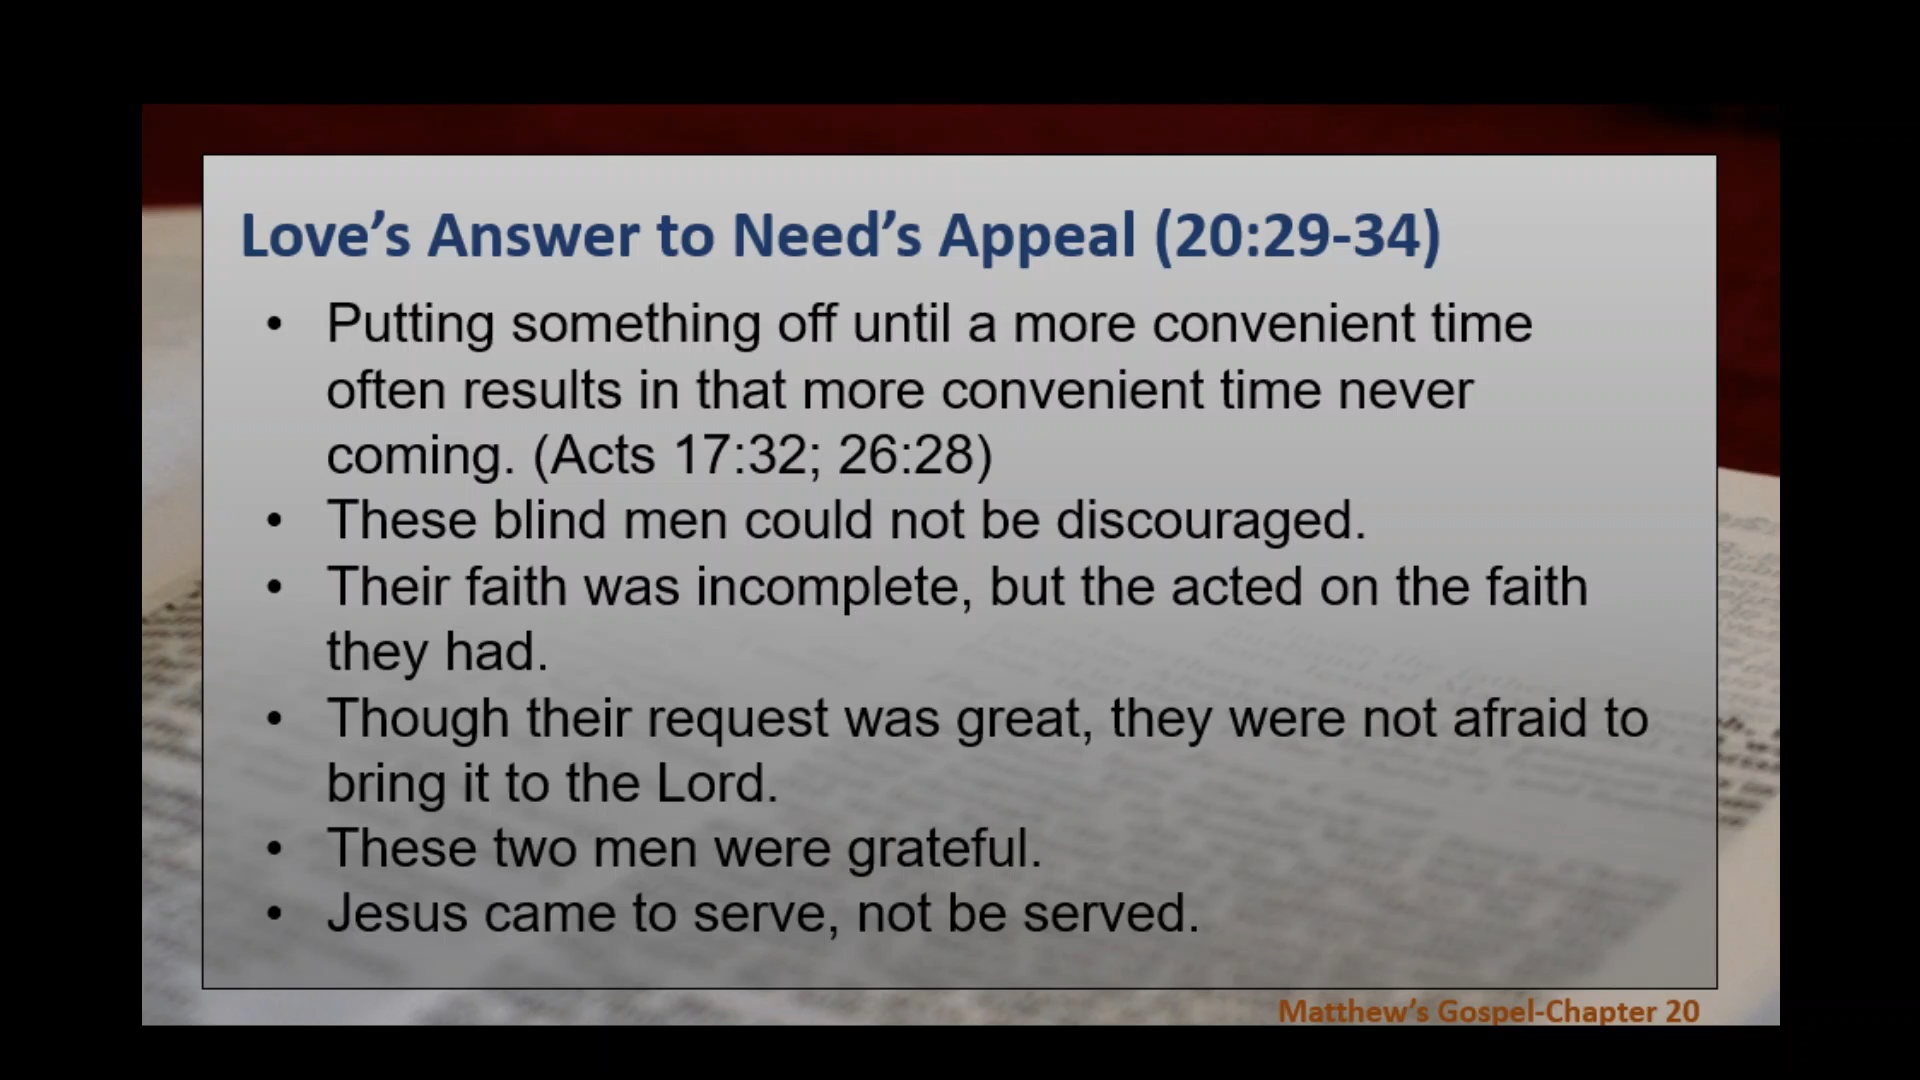 Love’s Answer to Need’s Appeal (20:29-34)
• Putting something off until a more convenient time
often results in that more convenient time never
coming. (Acts 17:32; 26:28)
• These blind men could not be discouraged.
• Their faith was incomplete, but the acted on the faith
they had.
• Though their request was great, they were not afraid to
bring it to the Lord.
• These two men were grateful.
• Jesus came to serve, not be served.
Matthew’s Gospel-Chapter 20